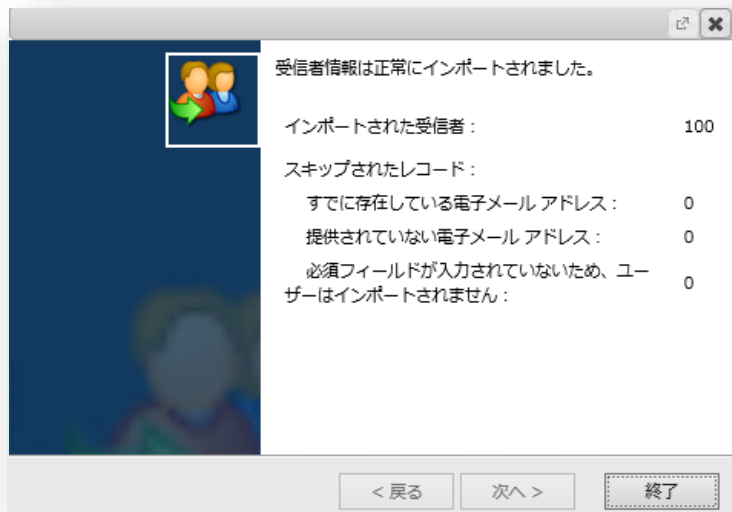 受信者情報は正常にインポートされました。
インポートされた受信者： 100
スキップされたレコード：
すでに存在している電子メール アドレス： 0
提供されていない電子メール アドレス： 0
必須フィールドが入力されていないため、ユー
ザーはインポートされません： 0
< 戻る 次へ > 終了